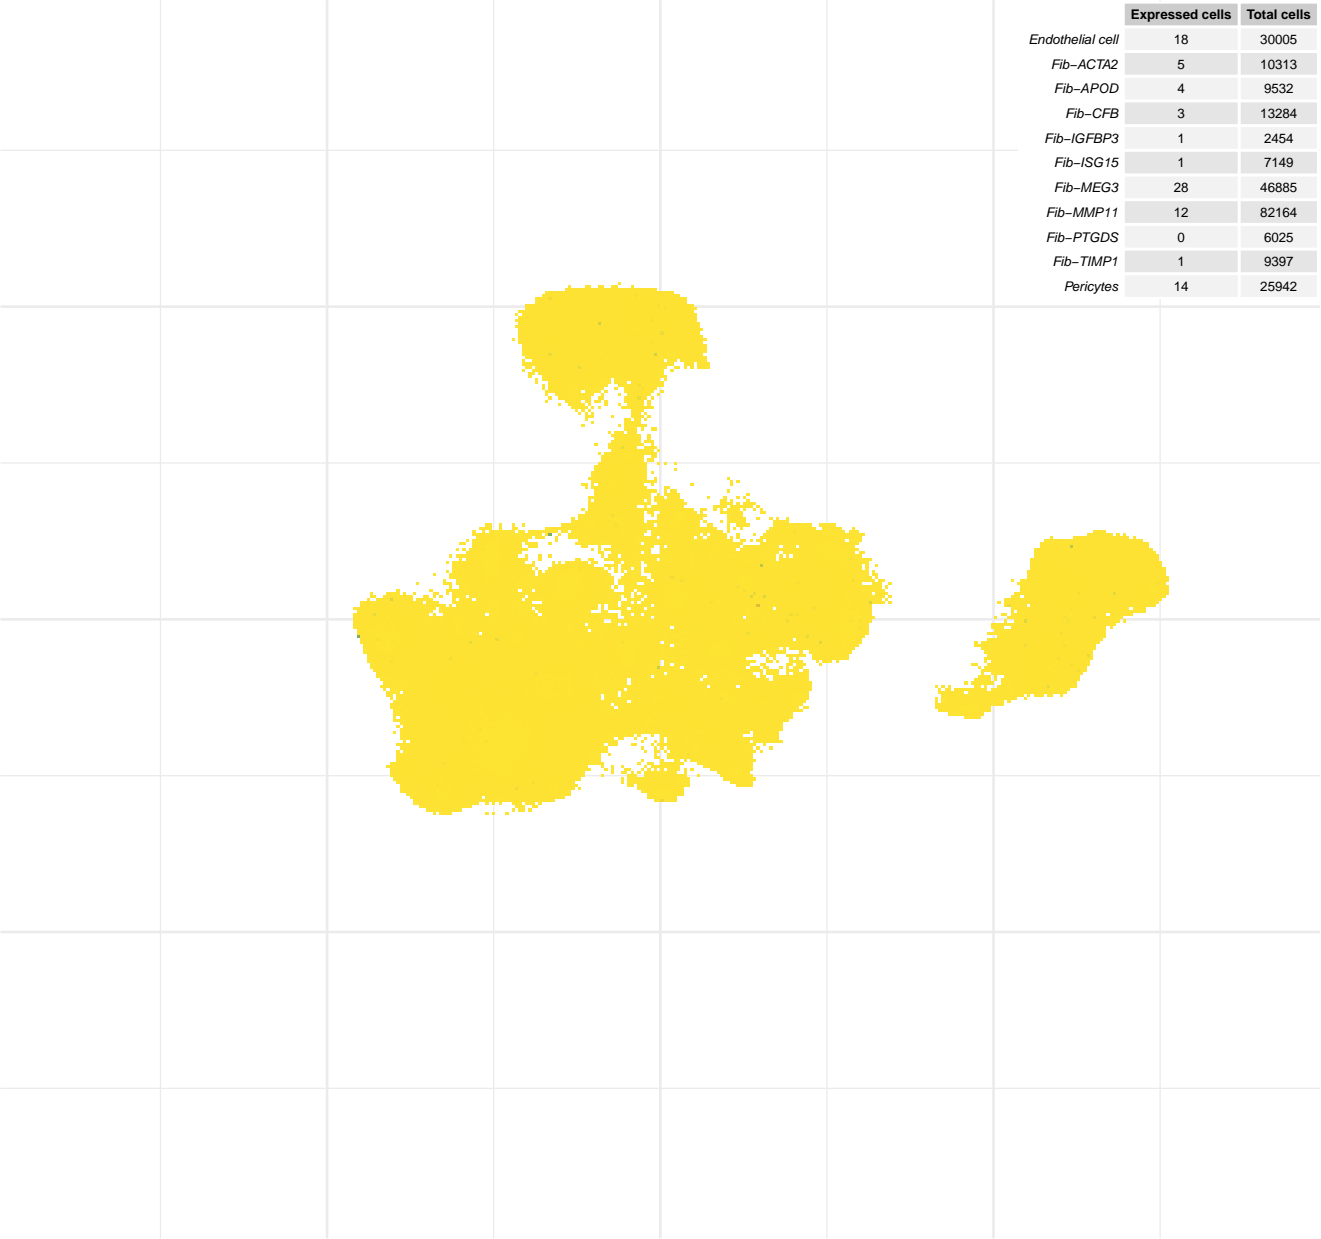 Expressed cells Total cells
Endothelial cell 18 30005
Fib−ACTA2 5 10313
Fib−APOD 4 9532
Fib−CFB 3 13284
Fib−IGFBP3 1 2454
Fib−ISG15 1 7149
Fib−MEG3 28 46885
Fib−MMP11 12 82164
Fib−PTGDS 0 6025
Fib−TIMP1 1 9397
Pericytes 14 25942